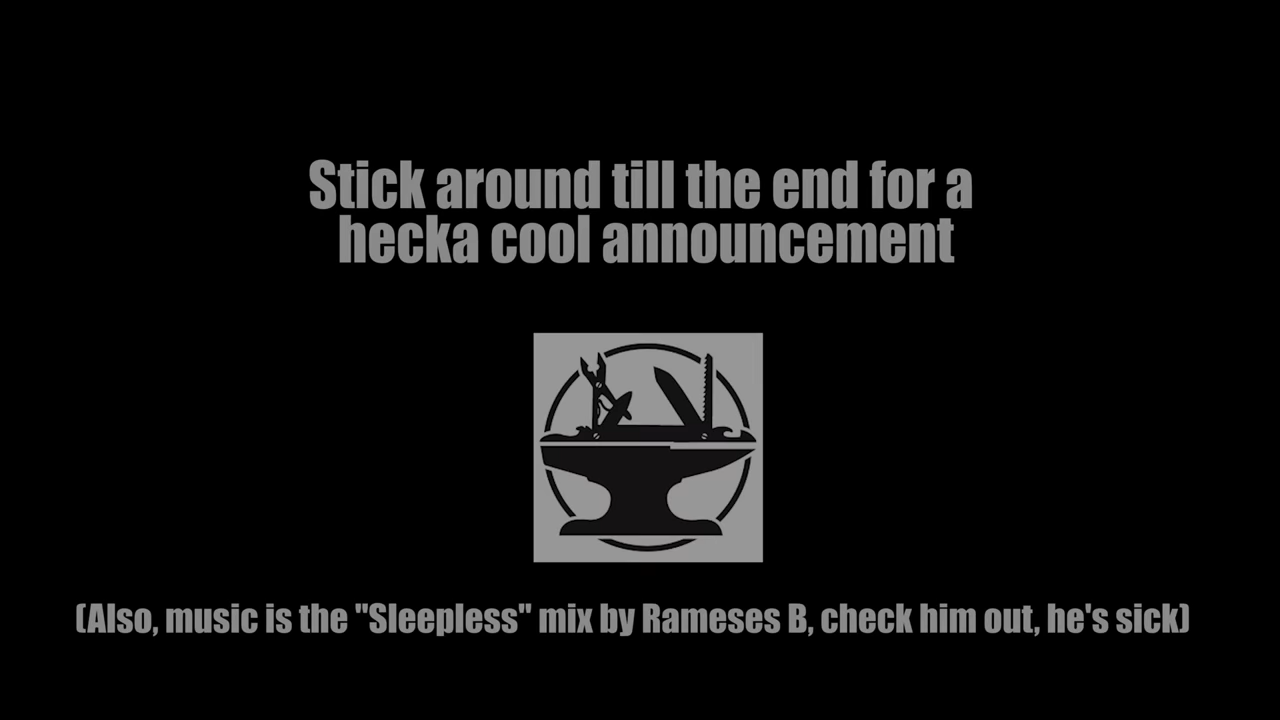 Stick around till the end for a
hecka cool announcement
(Also, music is the "Sleepless" mix by Rameses B, check him out, he's sick)